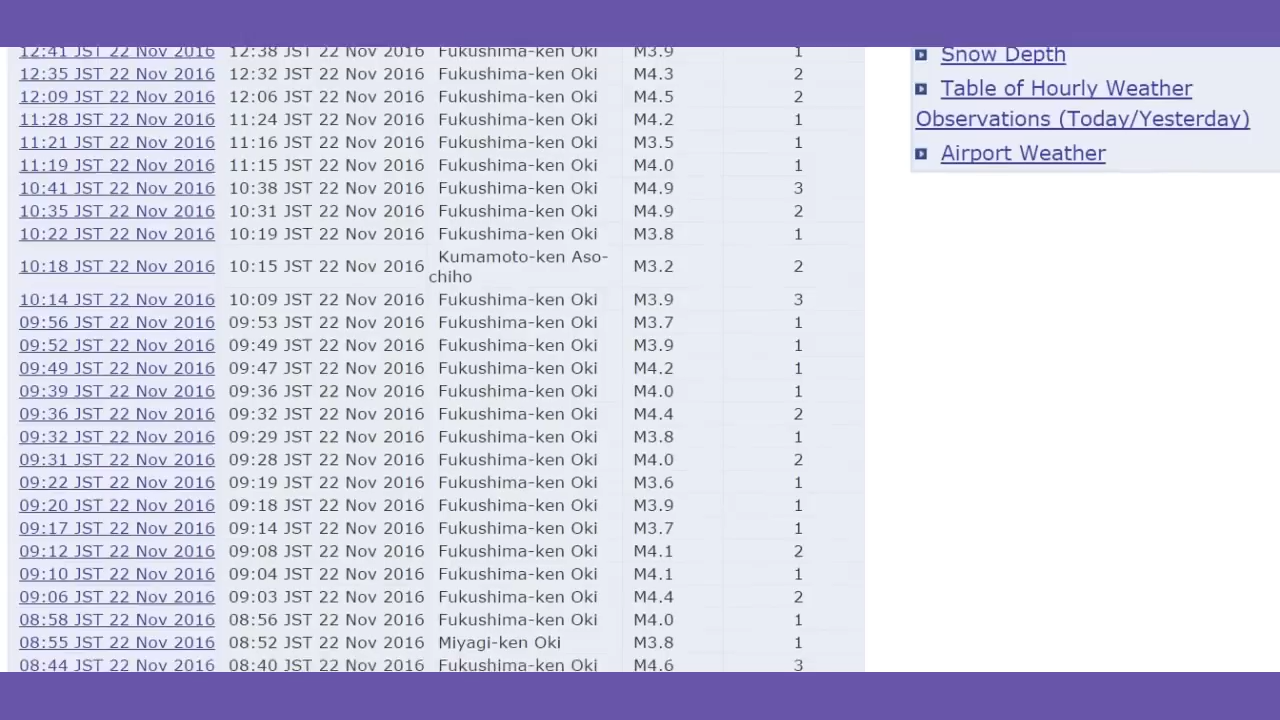 12:41 JST 22 Nov 2016 12:38 JST 22 Nov 2016 Fukushima-ken Oki M3.9 1
12:35 JST 22 Nov 2016 12:32 JST 22 Nov 2016 Fukushima-ken Oki M4.3 2
12:09 JST 22 Nov 2016 12:06 JST 22 Nov 2016 Fukushima-ken Oki M4.5 2
11:28 JST 22 Nov 2016 11:24 JST 22 Nov 2016 Fukushima-ken Oki M4.2 1
11:21 JST 22 Nov 2016 11:16 JST 22 Nov 2016 Fukushima-ken Oki M3.5 1
11:19 JST 22 Nov 2016 11:15 JST 22 Nov 2016 Fukushima-ken Oki M4.0 1
10:41 JST 22 Nov 2016 10:38 JST 22 Nov 2016 Fukushima-ken Oki M4.9 3
10:35 JST 22 Nov 2016 10:31 JST 22 Nov 2016 Fukushima-ken Oki M4.9 2
10:22 JST 22 Nov 2016 10:19 JST 22 Nov 2016 Fukushima-ken Oki M3.8 1
10:18 JST 22 Nov 2016 10:15 JST 22 Nov 2016 Kumamoto-ken Aso-
chiho M3.2 2
10:14 JST 22 Nov 2016 10:09 JST 22 Nov 2016 Fukushima-ken Oki M3.9 3
09:56 JST 22 Nov 2016 09:53 JST 22 Nov 2016 Fukushima-ken Oki M3.7 1
09:52 JST 22 Nov 2016 09:49 JST 22 Nov 2016 Fukushima-ken Oki M3.9 1
09:49 JST 22 Nov 2016 09:47 JST 22 Nov 2016 Fukushima-ken Oki M4.2 1
09:39 JST 22 Nov 2016 09:36 JST 22 Nov 2016 Fukushima-ken Oki M4.0 1
09:36 JST 22 Nov 2016 09:32 JST 22 Nov 2016 Fukushima-ken Oki M4.4 2
09:32 JST 22 Nov 2016 09:29 JST 22 Nov 2016 Fukushima-ken Oki M3.8 1
09:31 JST 22 Nov 2016 09:28 JST 22 Nov 2016 Fukushima-ken Oki M4.0 2
09:22 JST 22 Nov 2016 09:19 JST 22 Nov 2016 Fukushima-ken Oki M3.6 1
09:20 JST 22 Nov 2016 09:18 JST 22 Nov 2016 Fukushima-ken Oki M3.9 1
09:17 JST 22 Nov 2016 09:14 JST 22 Nov 2016 Fukushima-ken Oki M3.7 1
09:12 JST 22 Nov 2016 09:08 JST 22 Nov 2016 Fukushima-ken Oki M4.1 2
09:10 JST 22 Nov 2016 09:04 JST 22 Nov 2016 Fukushima-ken Oki M4.1 1
09:06 JST 22 Nov 2016 09:03 JST 22 Nov 2016 Fukushima-ken Oki M4.4 2
08:58 JST 22 Nov 2016 08:56 JST 22 Nov 2016 Fukushima-ken Oki M4.0 1
08:55 JST 22 Nov 2016 08:52 JST 22 Nov 2016 Miyagi-ken Oki M3.8 1
08:44 JST 22 Nov 2016 08:40 JST 22 Nov 2016 Fukushima-ken Oki M4.6 3
Snow Depth
Table of Hourly Weather
Observations (Today/Yesterday)
Airport Weather